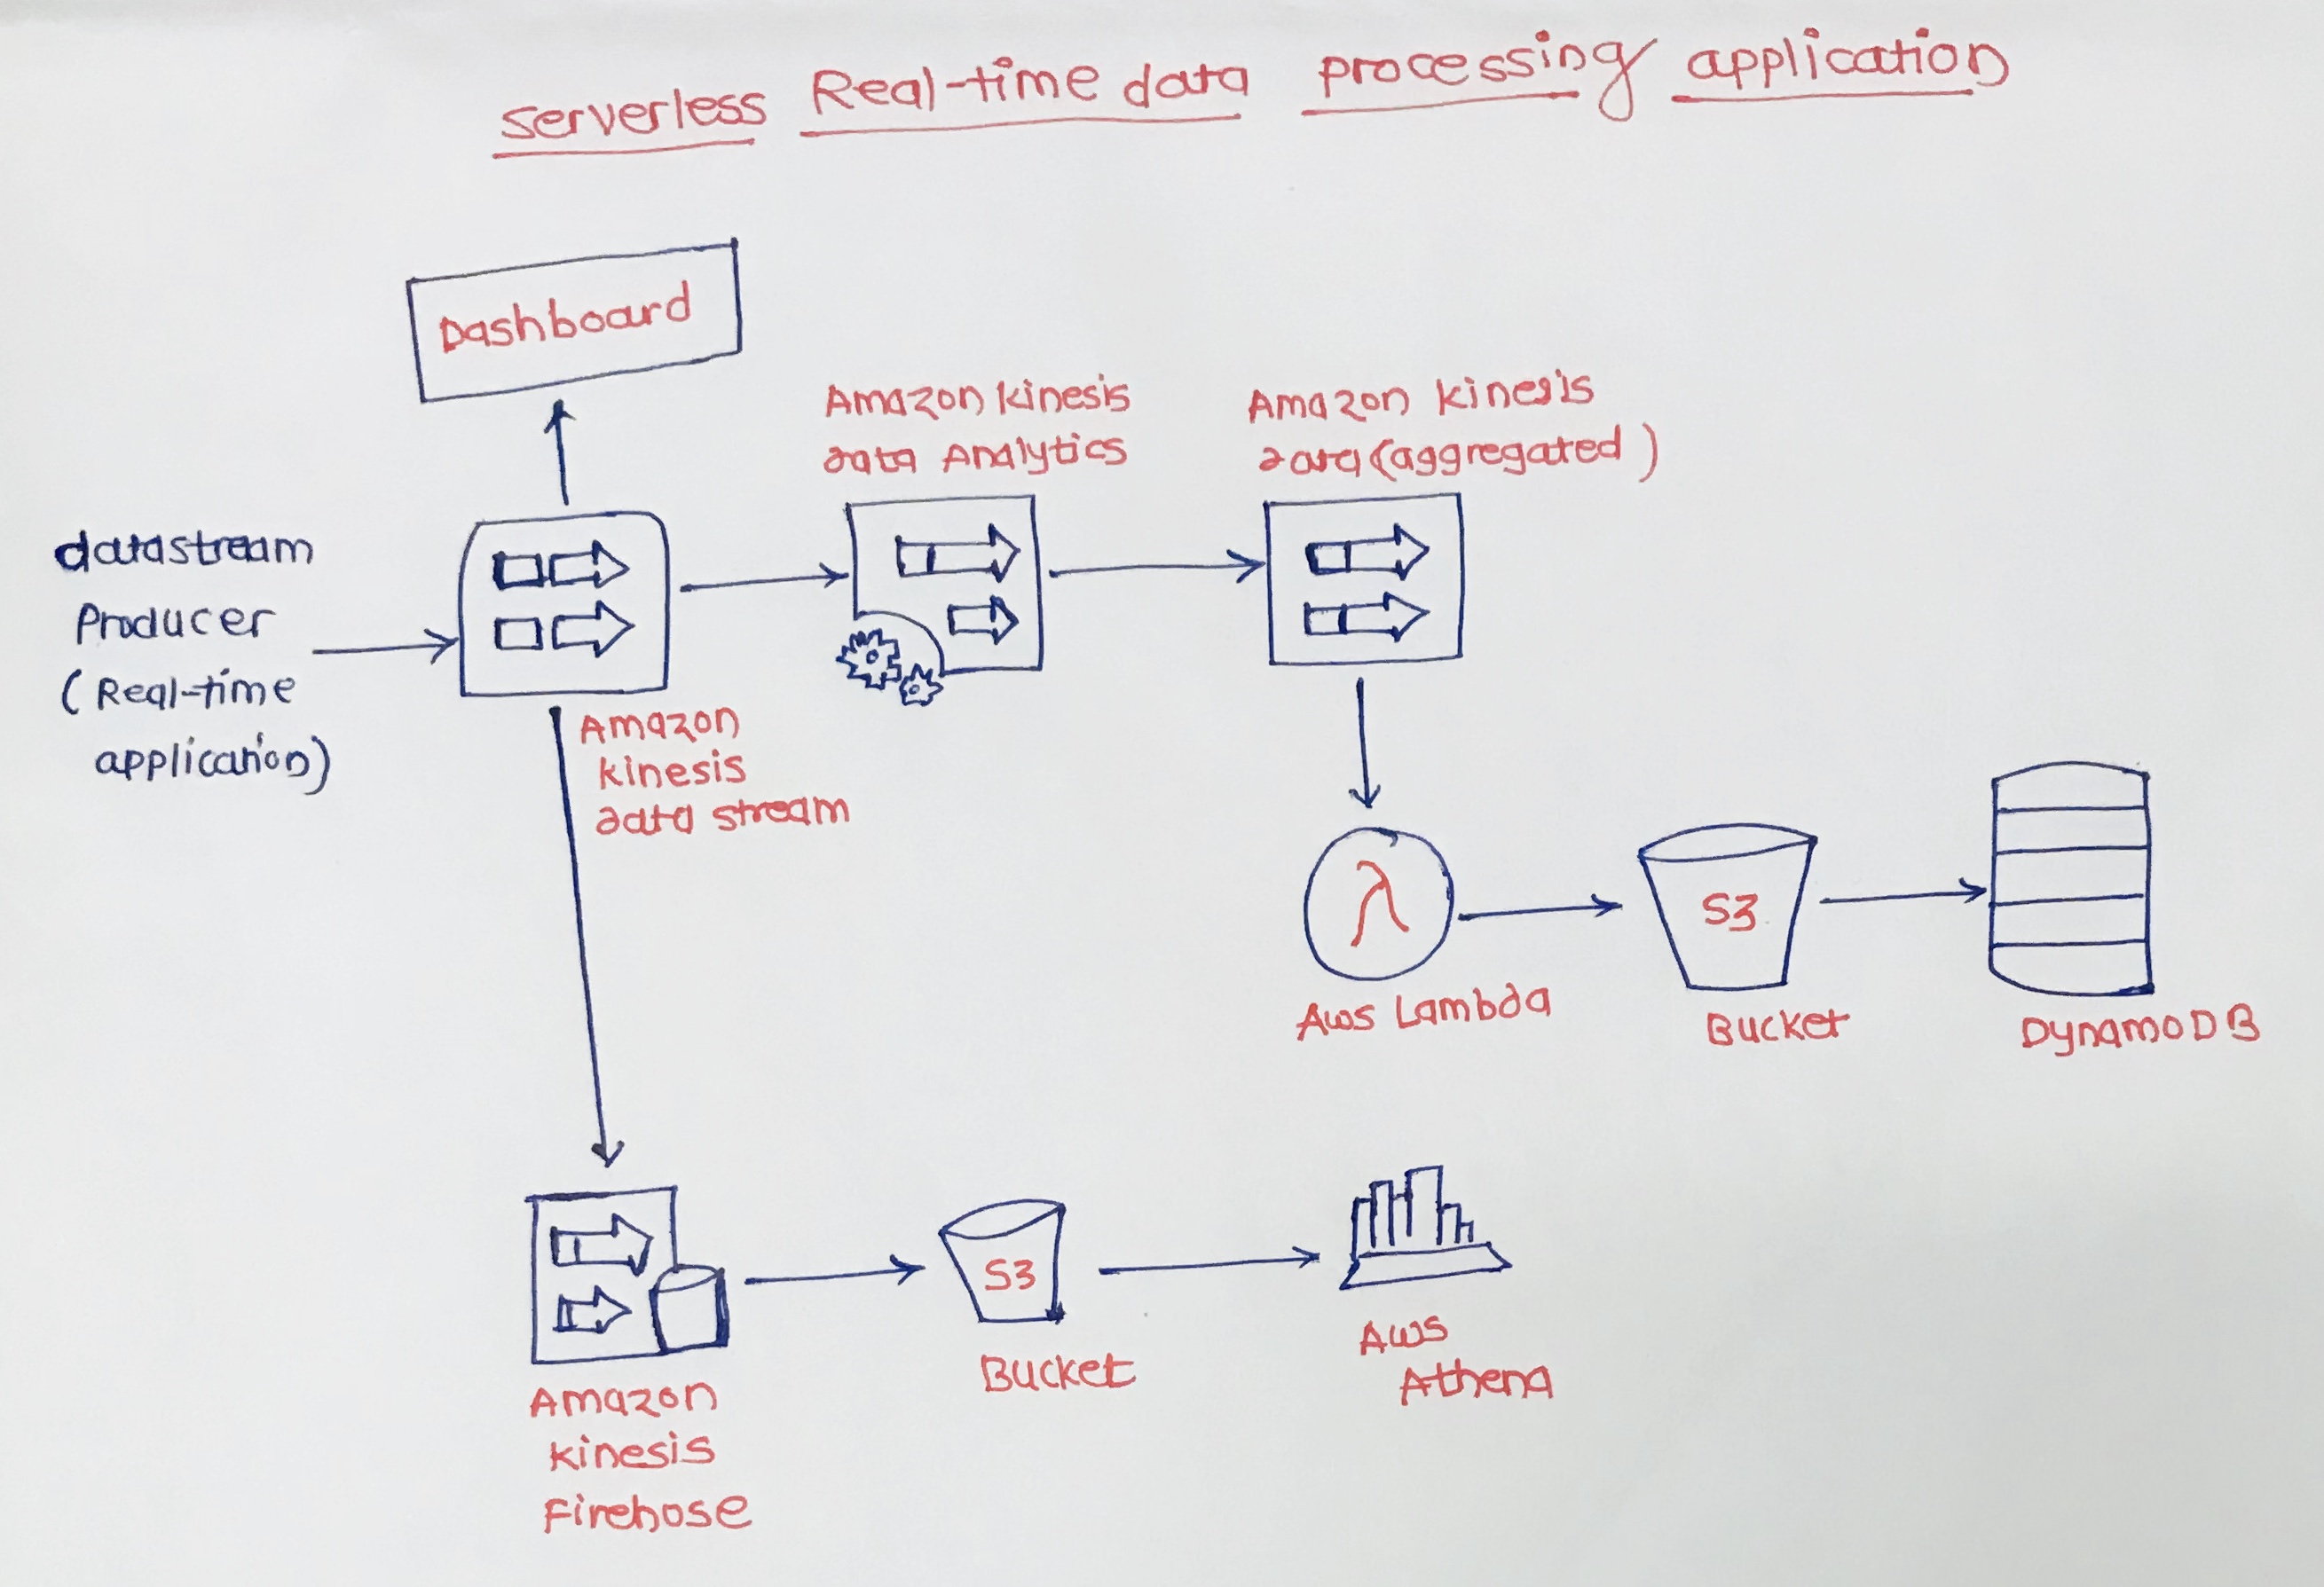 serverless Real-time data processing application
Dashboard
Amazon kinesis
data Analytics
Amazon kinesis
data (aggregated)
datastream
Producer
(Real-time
application)
Amazon
kinesis
data stream
λ
S3
AWS Lambda
Bucket
DynamoDB
S3
Bucket
AWS
Athena
Amazon
kinesis
Firehose